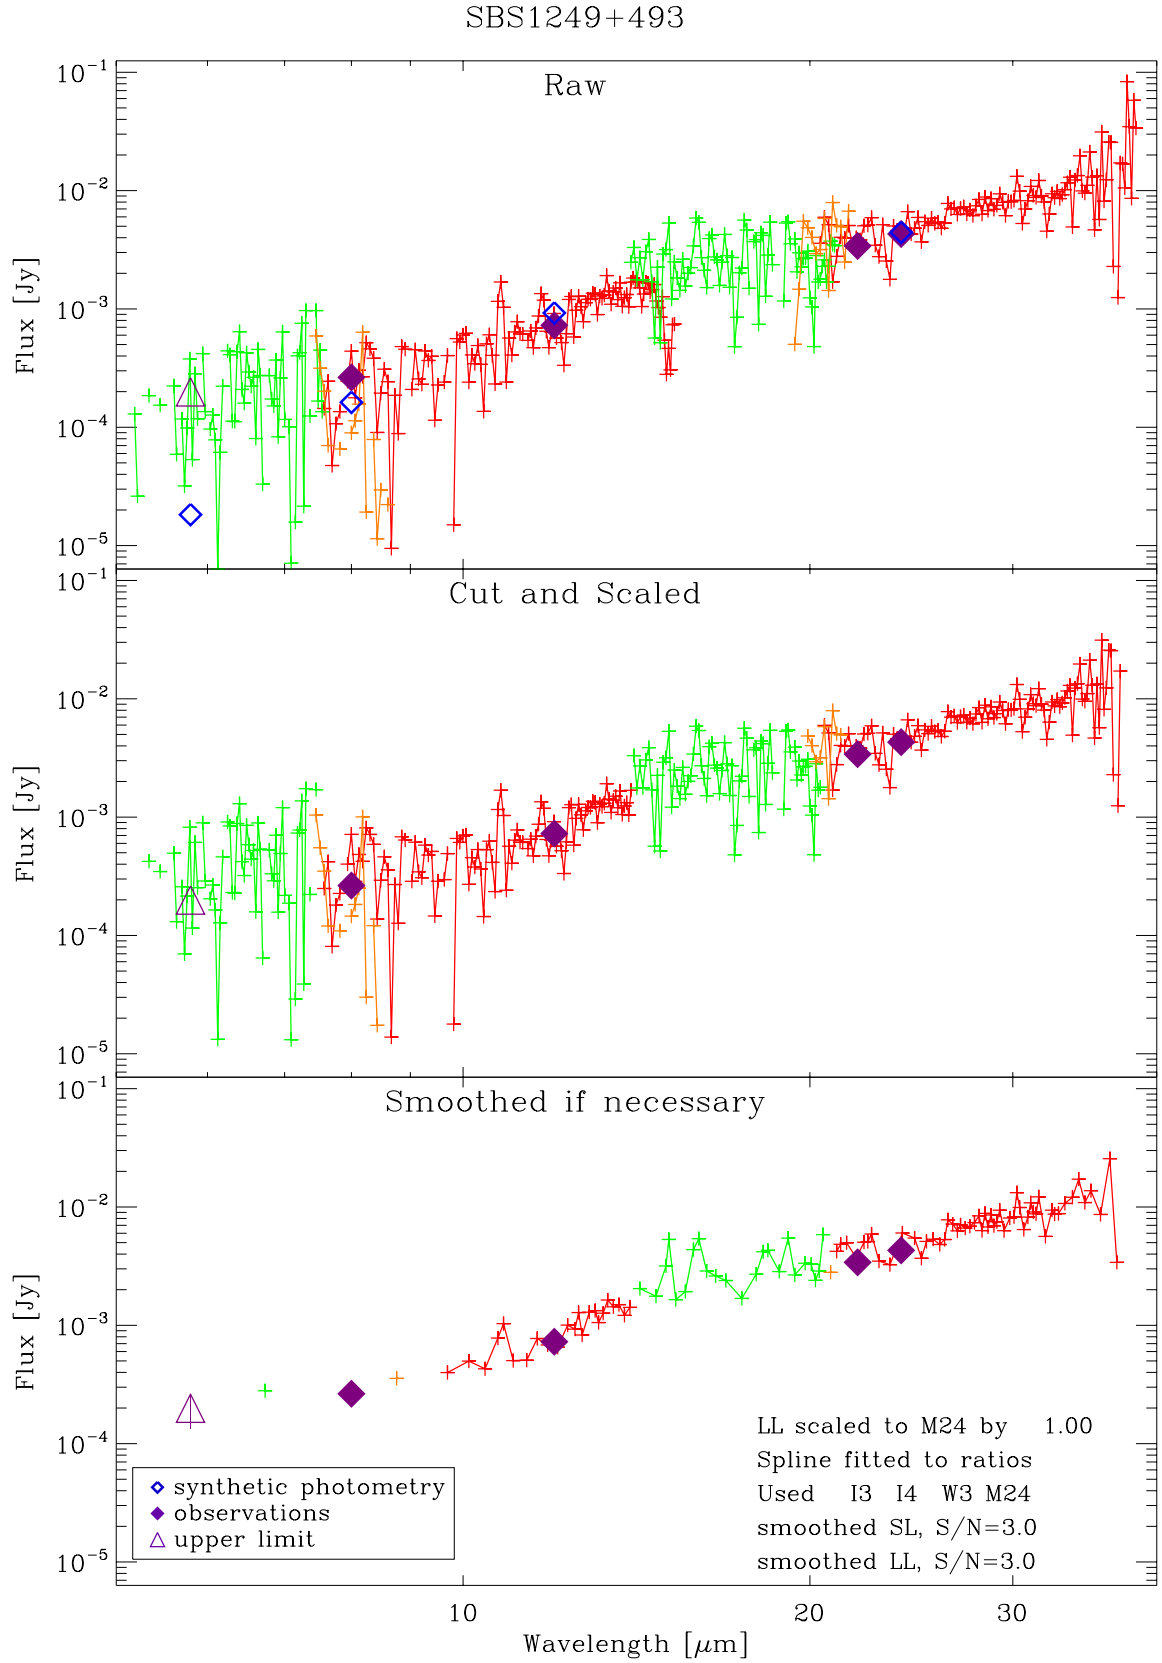 SBS1249+493
Raw
10⁻¹
10⁻²
10⁻³
10⁻⁴
10⁻⁵
Flux [Jy]
Cut and Scaled
10⁻¹
10⁻²
10⁻³
10⁻⁴
10⁻⁵
Flux [Jy]
Smoothed if necessary
10⁻¹
10⁻²
10⁻³
10⁻⁴
10⁻⁵
Flux [Jy]
LL scaled to M24 by 1.00
Spline fitted to ratios
Used I3 I4 W3 M24
smoothed SL, S/N=3.0
smoothed LL, S/N=3.0
synthetic photometry
observations
upper limit
10 20 30
Wavelength [μm]